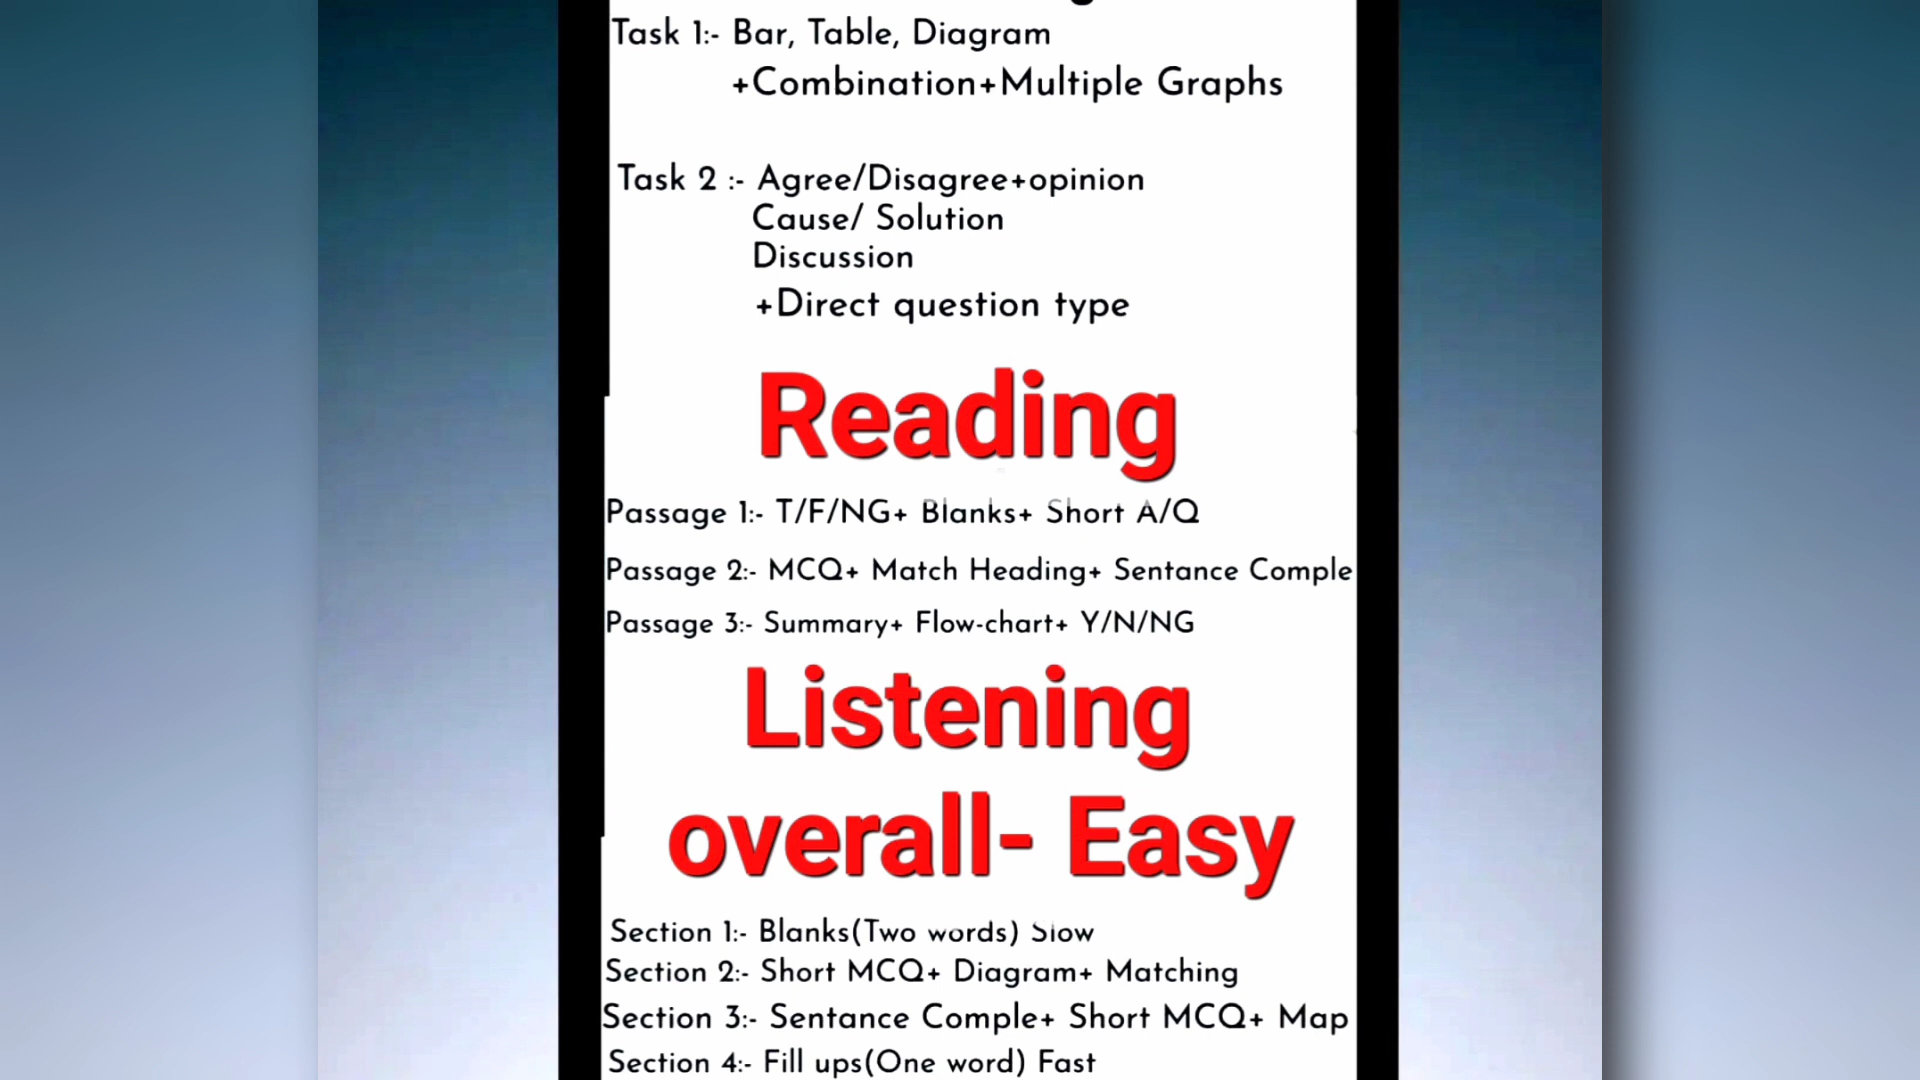 Task 1:- Bar, Table, Diagram
+Combination+Multiple Graphs
Task 2 :- Agree/Disagree+opinion
Cause/ Solution
Discussion
+Direct question type
Reading
Passage 1:- T/F/NG+ Blanks+ Short A/Q
Passage 2:- MCQ+ Match Heading+ Sentance Comple
Passage 3:- Summary+ Flow-chart+ Y/N/NG
Listening
overall- Easy
Section 1:- Blanks(Two words) Slow
Section 2:- Short MCQ+ Diagram+ Matching
Section 3:- Sentance Comple+ Short MCQ+ Map
Section 4:- Fill ups(One word) Fast